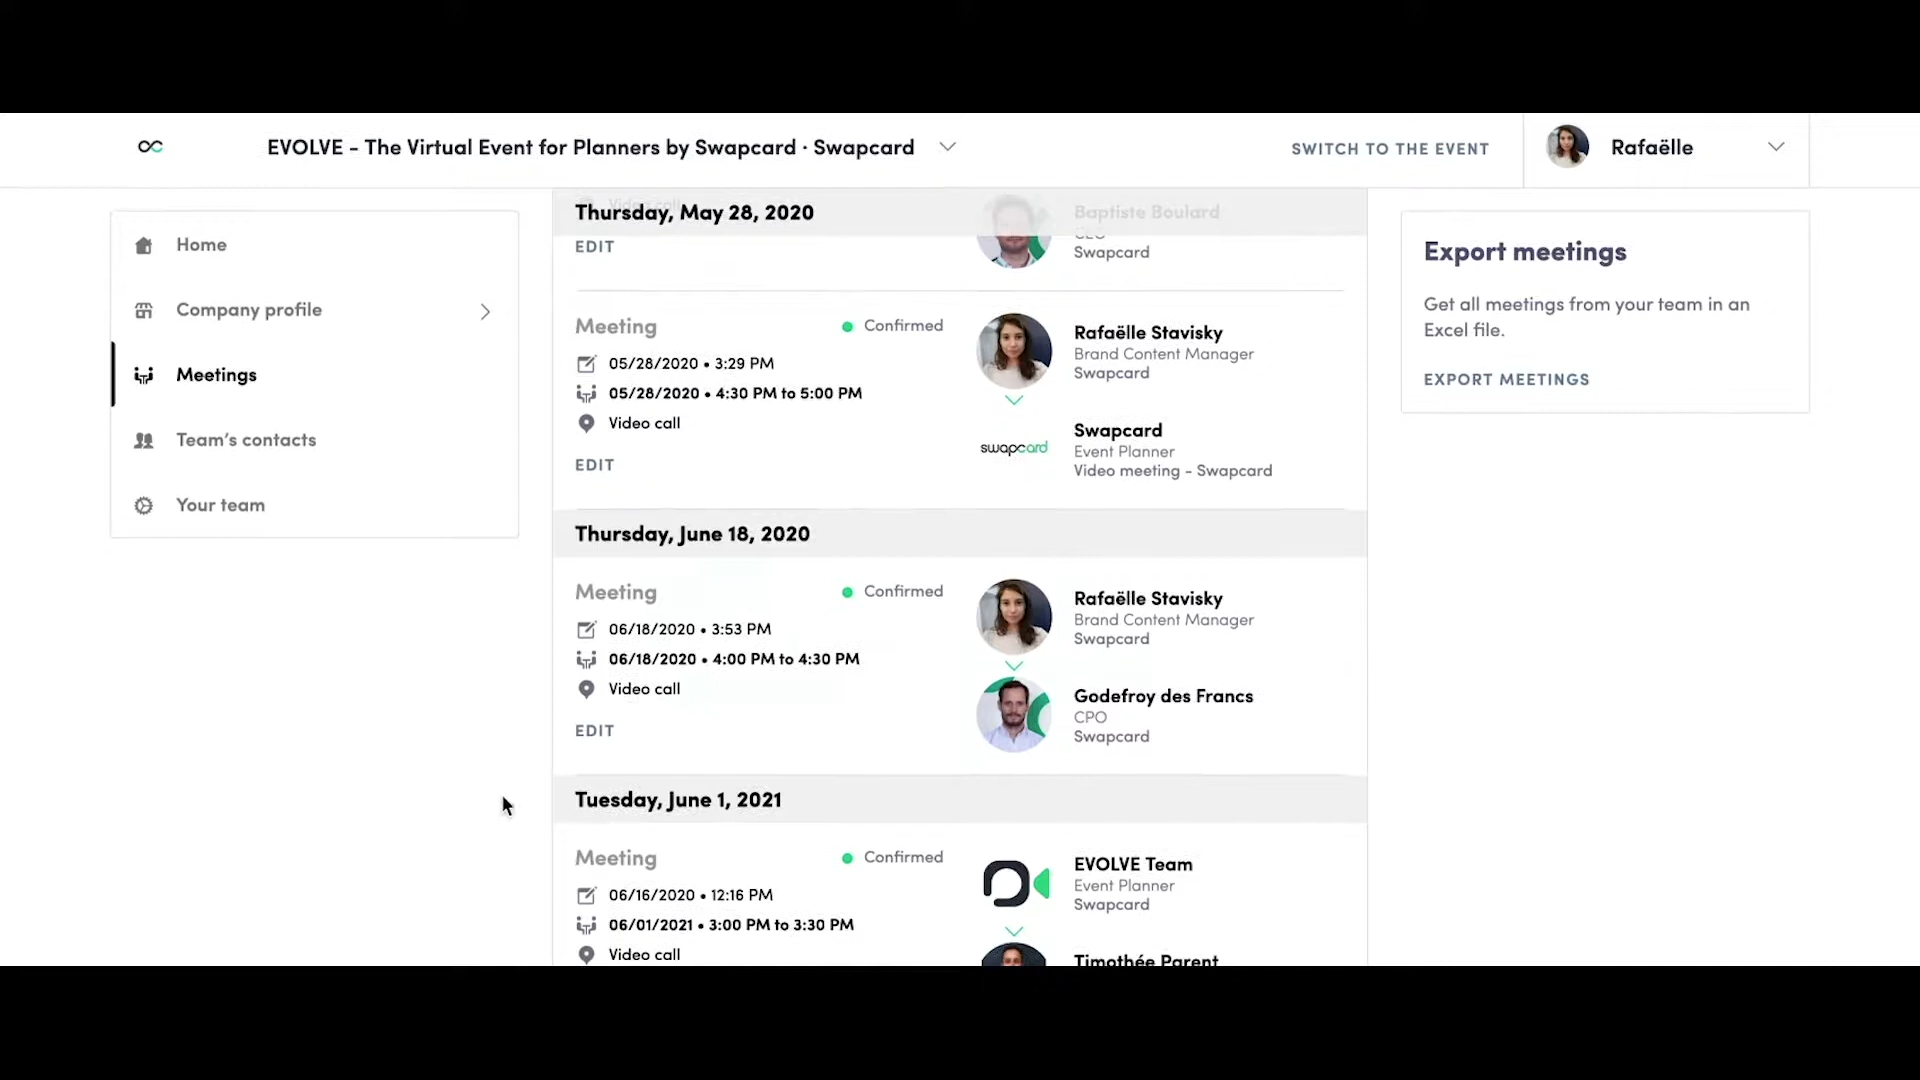 EVOLVE - The Virtual Event for Planners by Swapcard · Swapcard
SWITCH TO THE EVENT
Rafaëlle
Home
Company profile
Meetings
Team's contacts
Your team
Video call
Thursday, May 28, 2020
EDIT
Baptiste Boulard
CEO
Swapcard
Meeting
Confirmed
05/28/2020 • 3:29 PM
05/28/2020 • 4:30 PM to 5:00 PM
Video call
EDIT
Rafaëlle Stavisky
Brand Content Manager
Swapcard
swapcard
Swapcard
Event Planner
Video meeting - Swapcard
Thursday, June 18, 2020
Meeting
Confirmed
06/18/2020 • 3:53 PM
06/18/2020 • 4:00 PM to 4:30 PM
Video call
EDIT
Rafaëlle Stavisky
Brand Content Manager
Swapcard
Godefroy des Francs
CPO
Swapcard
Tuesday, June 1, 2021
Meeting
Confirmed
06/16/2020 • 12:16 PM
06/01/2021 • 3:00 PM to 3:30 PM
Video call
EVOLVE Team
Event Planner
Swapcard
Timothée Parent
Export meetings
Get all meetings from your team in an
Excel file.
EXPORT MEETINGS